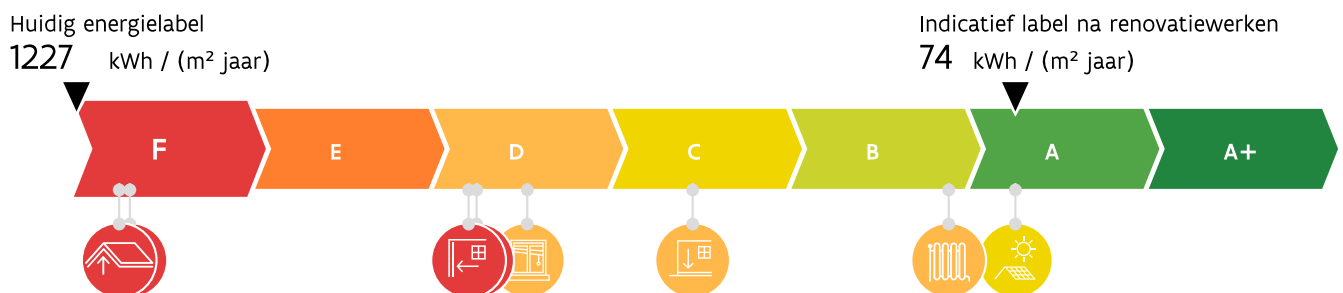 Huidig energielabel
1227 kWh / (m² jaar)
Indicatief label na renovatiewerken
74 kWh / (m² jaar)
F E D C B A A+